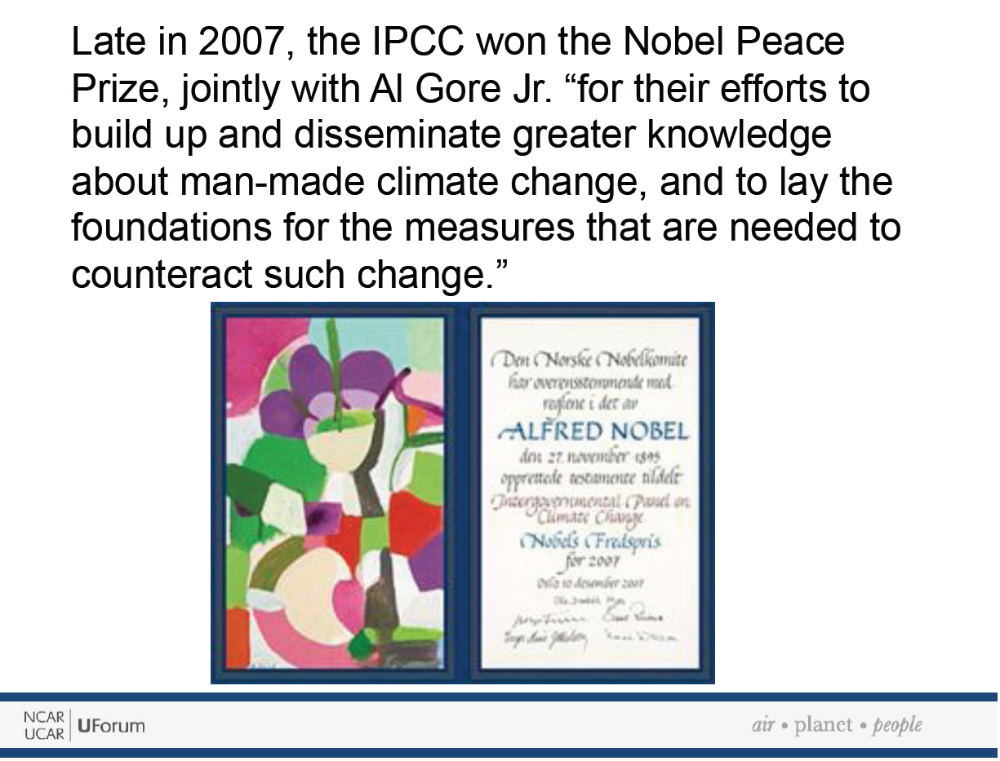 Late in 2007, the IPCC won the Nobel Peace
Prize, jointly with Al Gore Jr. “for their efforts to
build up and disseminate greater knowledge
about man-made climate change, and to lay the
foundations for the measures that are needed to
counteract such change.”
Den Norske Nobelkomite
har overensstemmende med
reglene i det av
ALFRED NOBEL
den 27. november 1895
opprettede testamente tildelt
Intergovernmental Panel on
Climate Change
Nobels Fredspris
for 2007
Oslo 10 desember 2007
NCAR
UCAR
UForum
air • planet • people